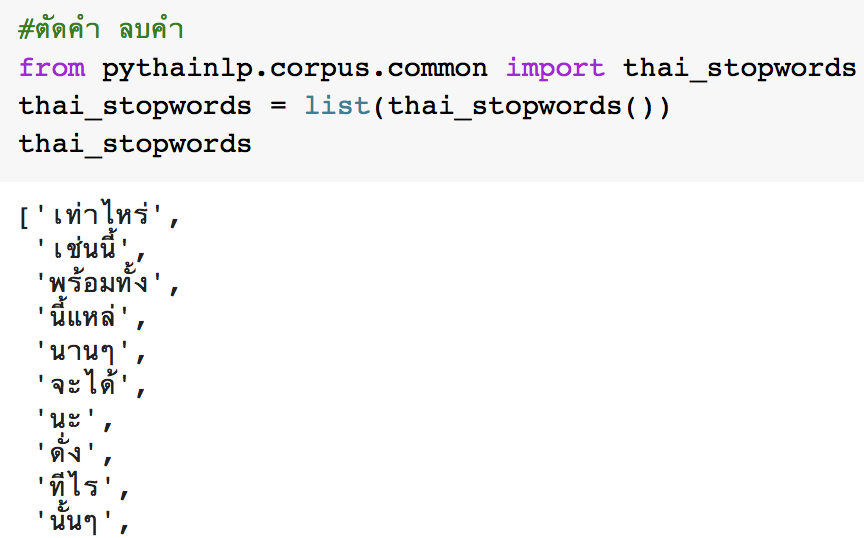 #ตัดคำ ลบคำ
from pythainlp.corpus.common import thai_stopwords
thai_stopwords = list(thai_stopwords())
thai_stopwords
['เท่าไหร่',
'เช่นนี้',
'พร้อมทั้ง',
'นี้แหล่',
'นานๆ',
'จะได้',
'นะ',
'ดั่ง',
'ทีไร',
'นั้นๆ',